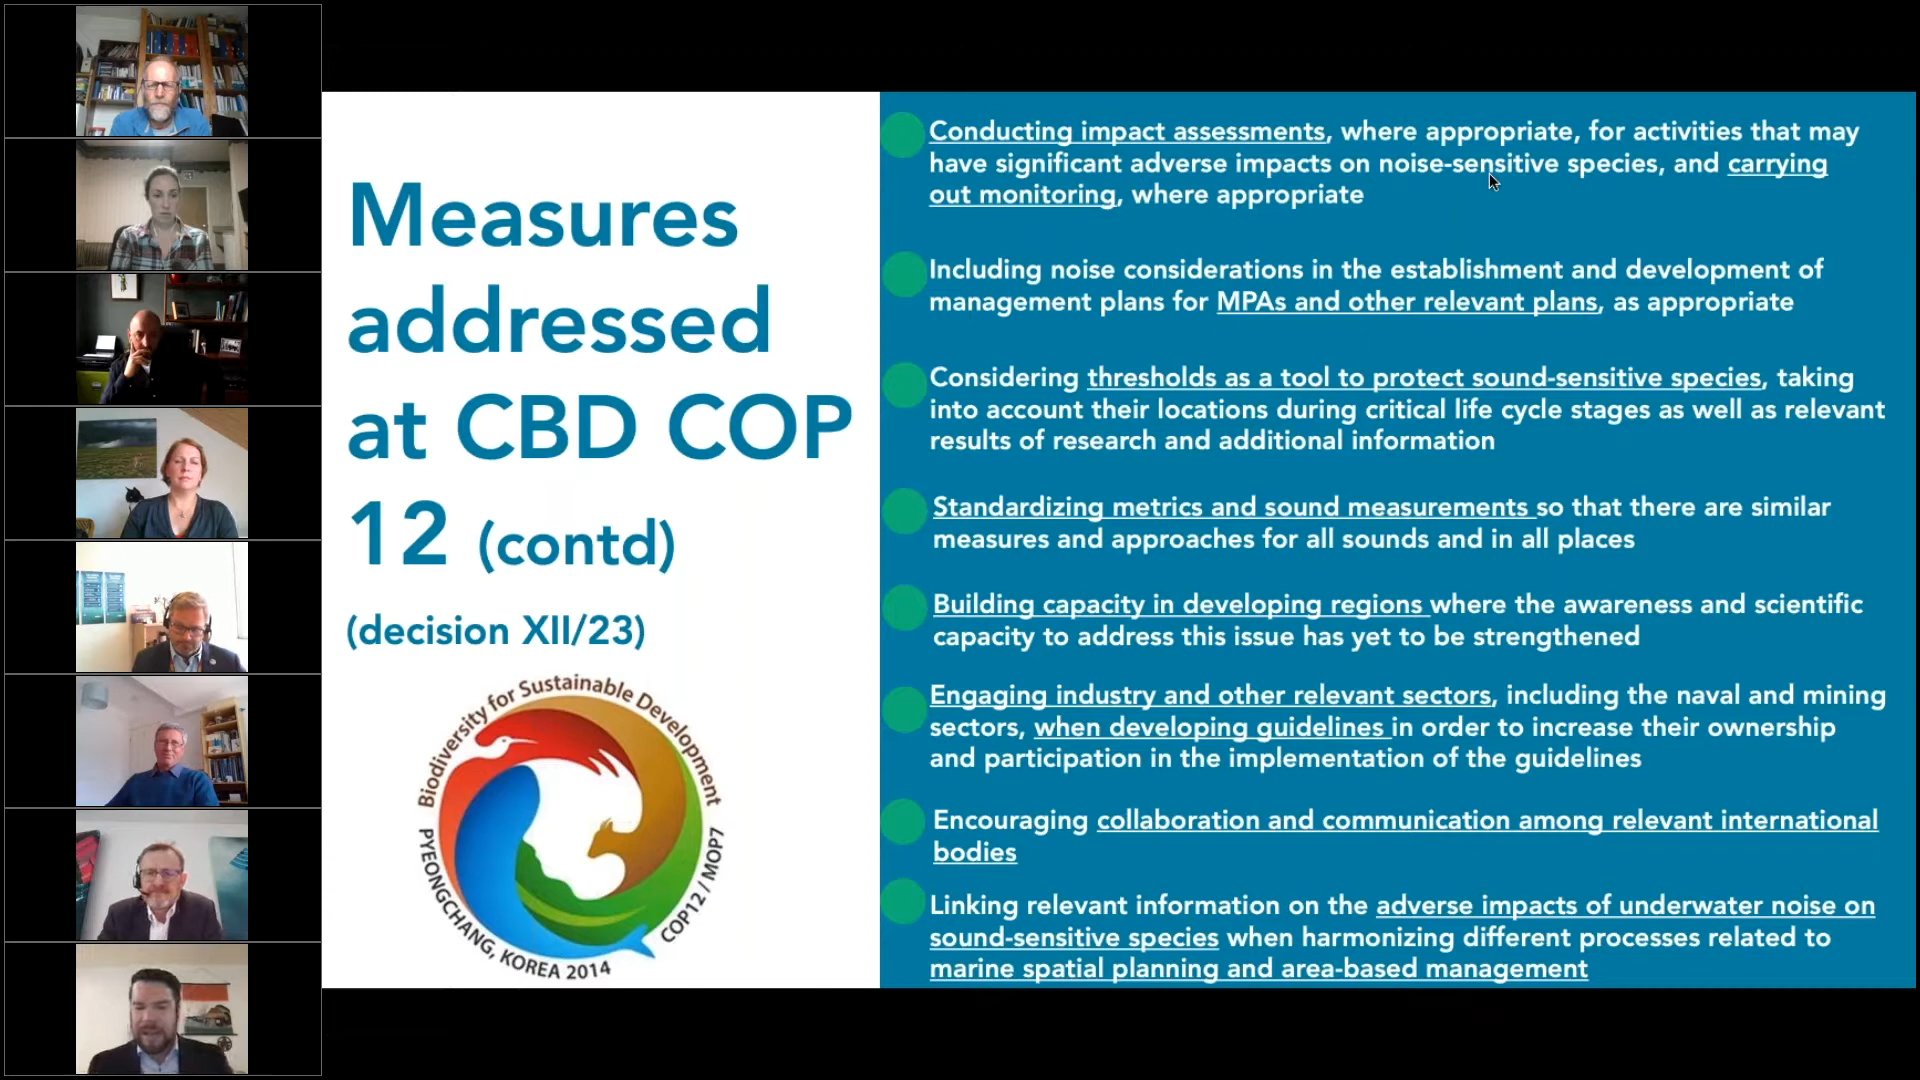 Measures
addressed
at CBD COP
12 (contd)
(decision XII/23)
Biodiversity for Sustainable Development
PYEONGCHANG, KOREA 2014
COP12 / MOP7
Conducting impact assessments, where appropriate, for activities that may
have significant adverse impacts on noise-sensitive species, and carrying
out monitoring, where appropriate
Including noise considerations in the establishment and development of
management plans for MPAs and other relevant plans, as appropriate
Considering thresholds as a tool to protect sound-sensitive species, taking
into account their locations during critical life cycle stages as well as relevant
results of research and additional information
Standardizing metrics and sound measurements so that there are similar
measures and approaches for all sounds and in all places
Building capacity in developing regions where the awareness and scientific
capacity to address this issue has yet to be strengthened
Engaging industry and other relevant sectors, including the naval and mining
sectors, when developing guidelines in order to increase their ownership
and participation in the implementation of the guidelines
Encouraging collaboration and communication among relevant international
bodies
Linking relevant information on the adverse impacts of underwater noise on
sound-sensitive species when harmonizing different processes related to
marine spatial planning and area-based management